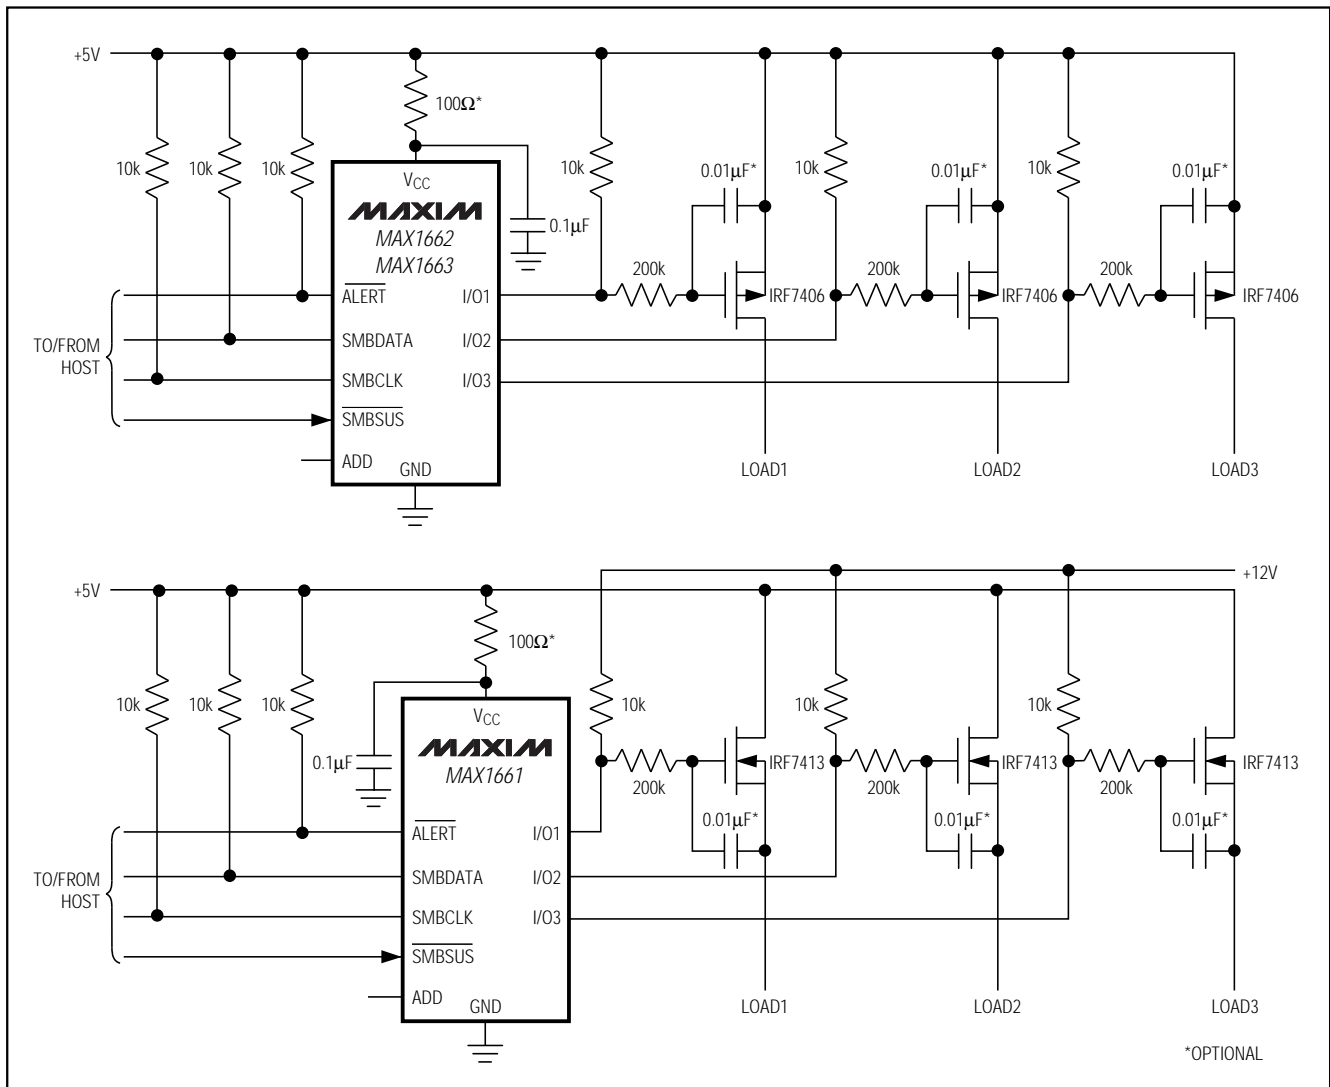 +5V
100Ω*
10k
10k
10k
10k
0.01µF*
10k
0.01µF*
10k
0.01µF*
VCC
MAXIM
MAX1662
MAX1663
0.1µF
200k
200k
200k
ALERT
I/O1
IRF7406
IRF7406
IRF7406
TO/FROM
HOST
SMBDATA
I/O2
SMBCLK
I/O3
SMBSUS
ADD
GND
LOAD1
LOAD2
LOAD3
+5V
+12V
100Ω*
10k
10k
10k
10k
10k
10k
VCC
MAXIM
MAX1661
0.1µF
200k
IRF7413
200k
IRF7413
200k
IRF7413
0.01µF*
0.01µF*
0.01µF*
ALERT
I/O1
TO/FROM
HOST
SMBDATA
I/O2
SMBCLK
I/O3
SMBSUS
ADD
GND
LOAD1
LOAD2
LOAD3
*OPTIONAL